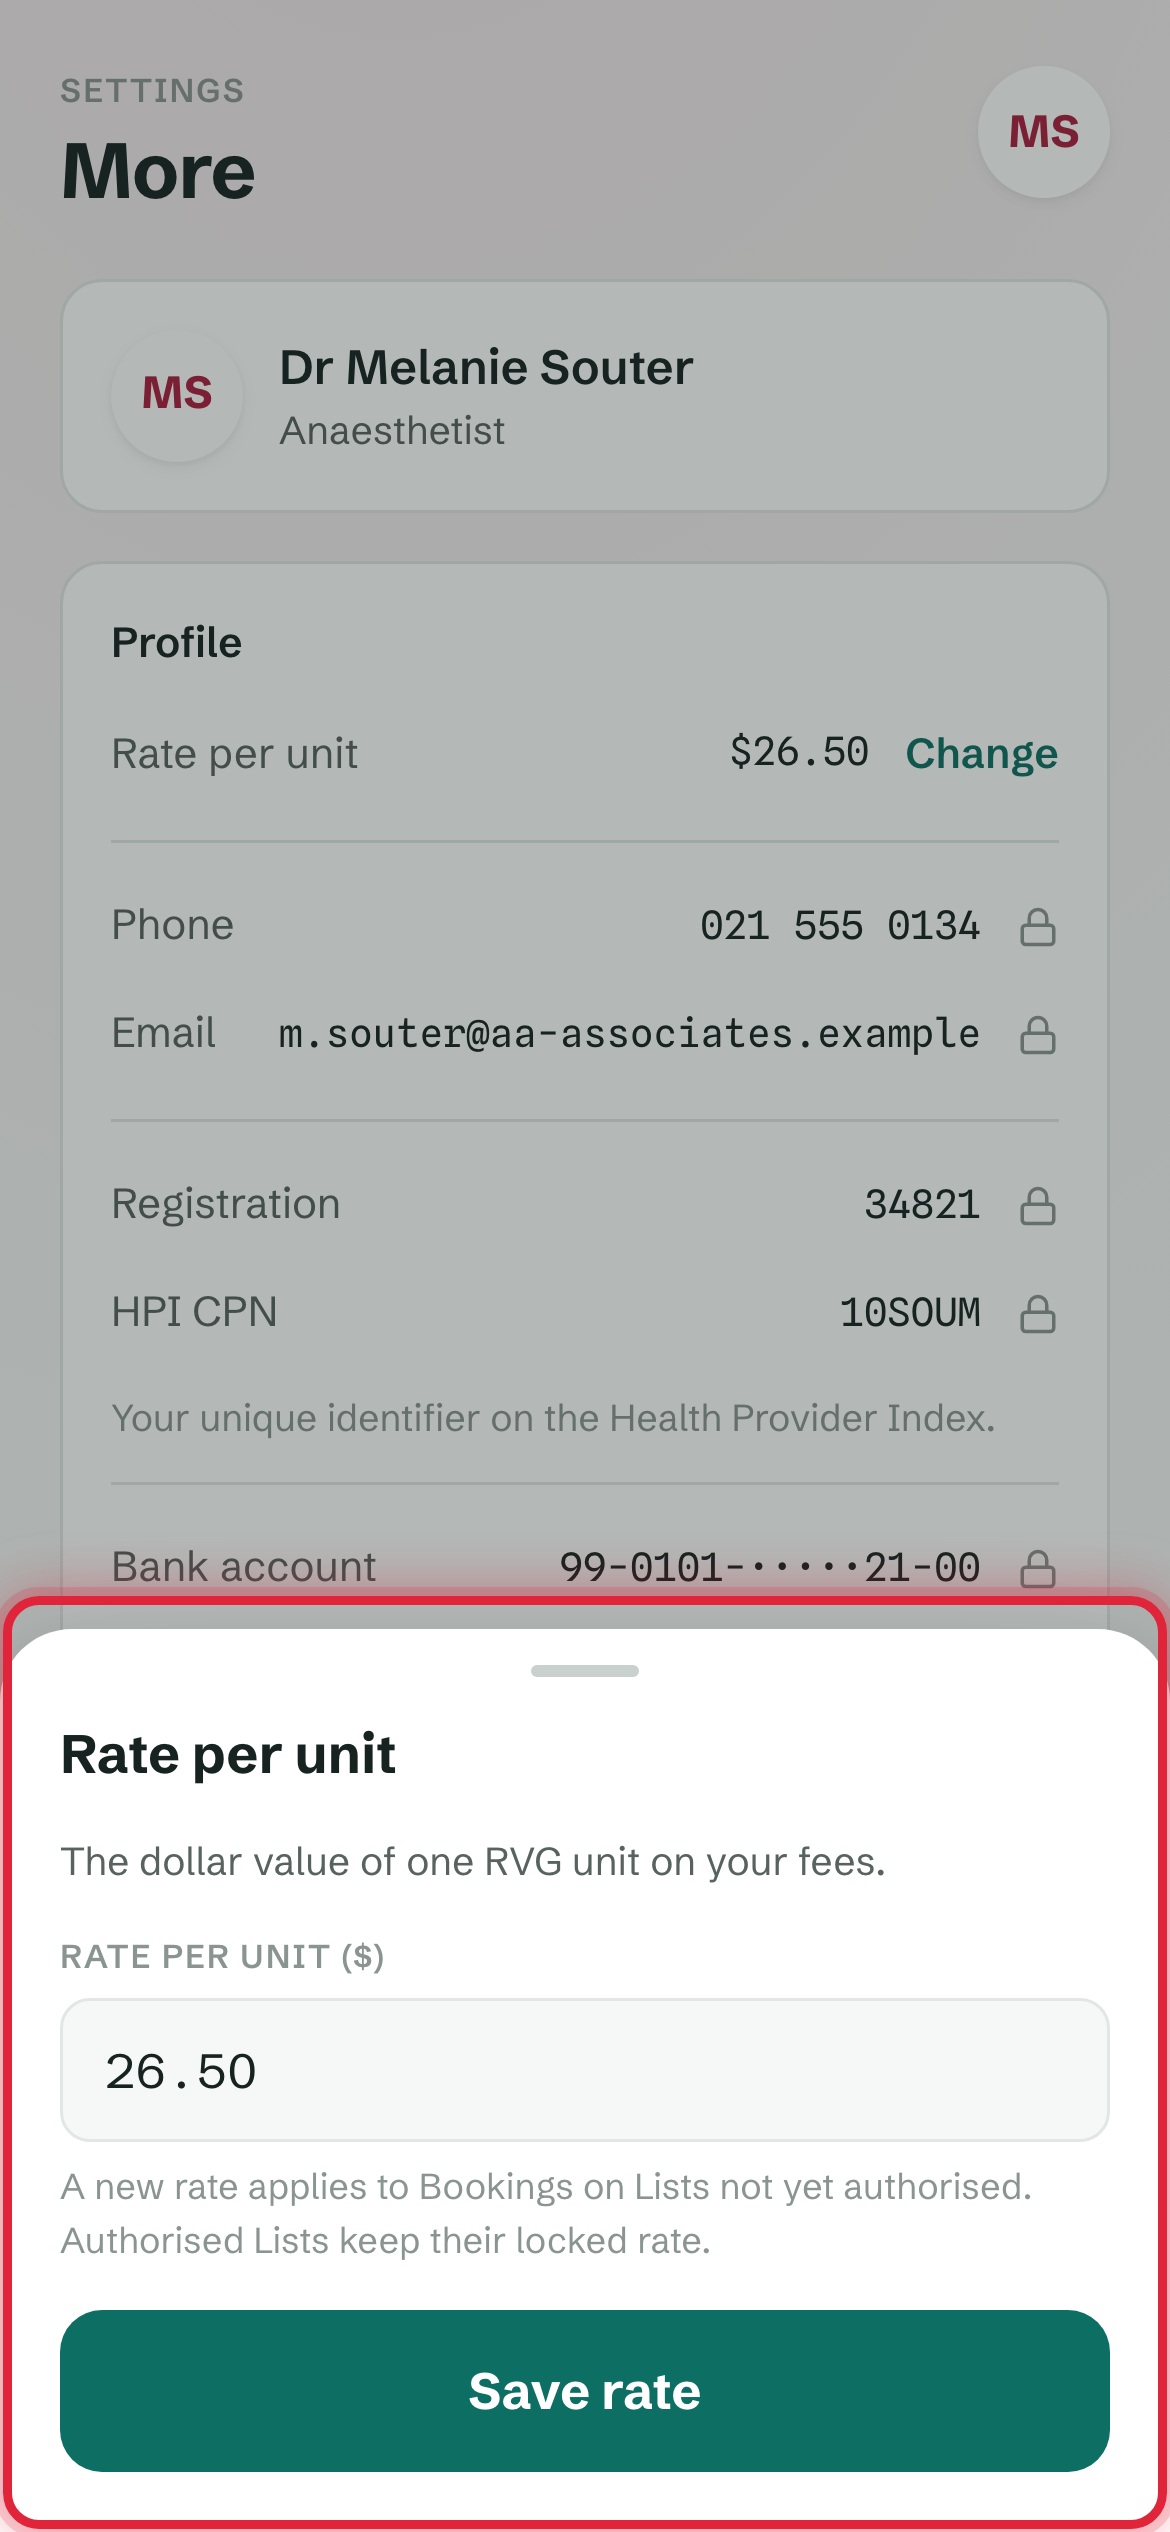 SETTINGS
More
MS
MS
Dr Melanie Souter
Anaesthetist
Profile
Rate per unit $26.50 Change
Phone 021 555 0134
Email m.souter@aa-associates.example
Registration 34821
HPI CPN 10SOUM
Your unique identifier on the Health Provider Index.
Bank account 99-0101-·····21-00
Rate per unit
The dollar value of one RVG unit on your fees.
RATE PER UNIT ($)
26.50
A new rate applies to Bookings on Lists not yet authorised.
Authorised Lists keep their locked rate.
Save rate